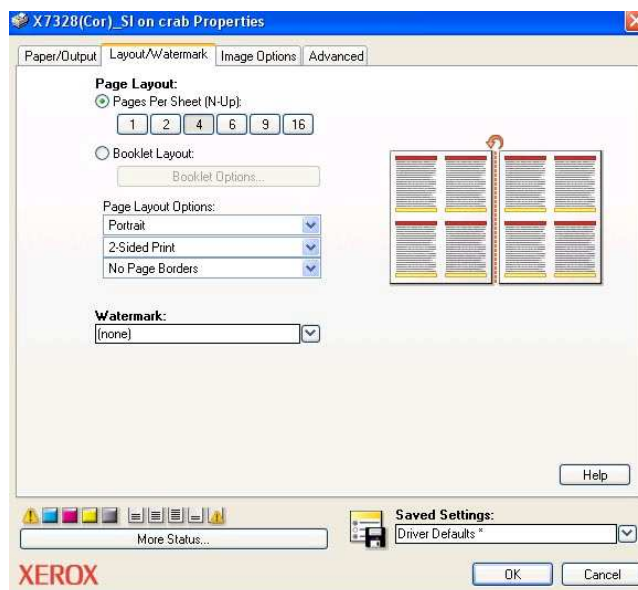 X7328(Cor)_SI on crab Properties
Paper/Output Layout/Watermark Image Options Advanced
Page Layout:
Pages Per Sheet (N-Up):
1 2 4 6 9 16
Booklet Layout:
Booklet Options...
Page Layout Options:
Portrait
2-Sided Print
No Page Borders
Watermark:
(none)
Help
More Status...
Saved Settings:
Driver Defaults *
XEROX
OK Cancel